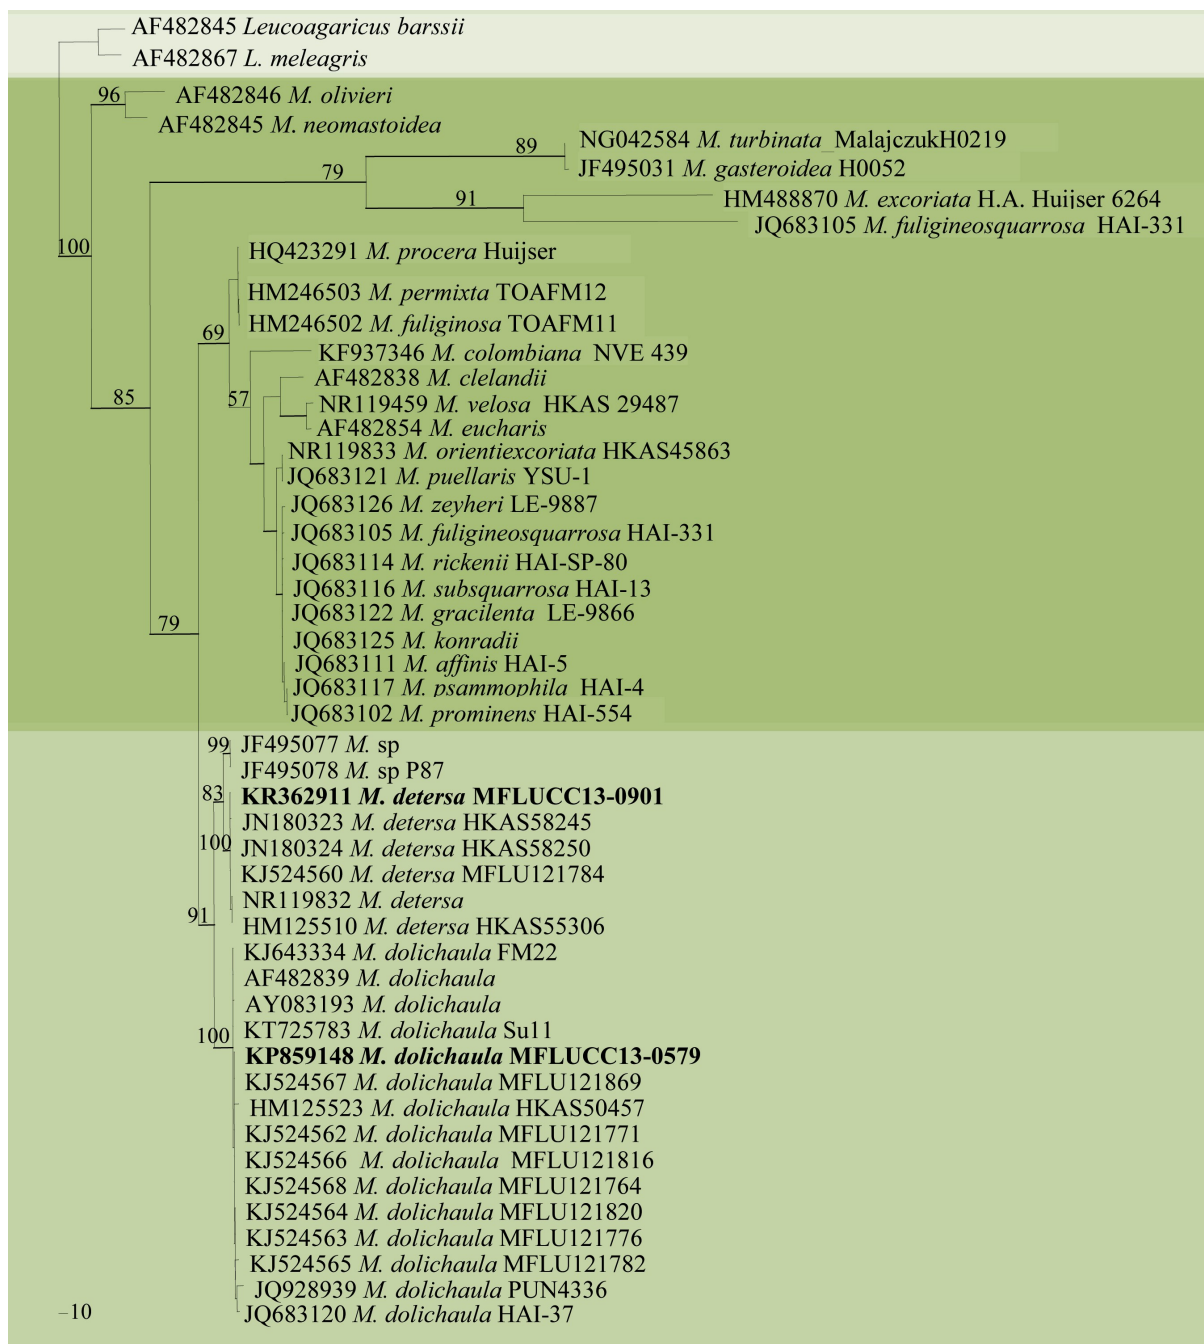 AF482845 Leucoagaricus barssii
AF482867 L. meleagris
96
AF482846 M. olivieri
AF482845 M. neomastoidea
89
NG042584 M. turbinata_MalajczukH0219
JF495031 M. gasteroidea H0052
79
91
HM488870 M. excoriata H.A. Huijser 6264
JQ683105 M. fuligineosquarrosa HAI-331
100
HQ423291 M. procera Huijser
HM246503 M. permixta TOAFM12
HM246502 M. fuliginosa TOAFM11
69
KF937346 M. colombiana NVE 439
AF482838 M. clelandii
85
57
NR119459 M. velosa HKAS 29487
AF482854 M. eucharis
NR119833 M. orientiexcoriata HKAS45863
JQ683121 M. puellaris YSU-1
JQ683126 M. zeyheri LE-9887
JQ683105 M. fuligineosquarrosa HAI-331
JQ683114 M. rickenii HAI-SP-80
JQ683116 M. subsquarrosa HAI-13
JQ683122 M. gracilenta LE-9866
79
JQ683125 M. konradii
JQ683111 M. affinis HAI-5
JQ683117 M. psammophila HAI-4
JQ683102 M. prominens HAI-554
99
JF495077 M. sp
JF495078 M. sp P87
83
KR362911 M. detersa MFLUCC13-0901
JN180323 M. detersa HKAS58245
100
JN180324 M. detersa HKAS58250
KJ524560 M. detersa MFLU121784
NR119832 M. detersa
91
HM125510 M. detersa HKAS55306
KJ643334 M. dolichaula FM22
AF482839 M. dolichaula
AY083193 M. dolichaula
100
KT725783 M. dolichaula Su11
KP859148 M. dolichaula MFLUCC13-0579
KJ524567 M. dolichaula MFLU121869
HM125523 M. dolichaula HKAS50457
KJ524562 M. dolichaula MFLU121771
KJ524566 M. dolichaula MFLU121816
KJ524568 M. dolichaula MFLU121764
KJ524564 M. dolichaula MFLU121820
KJ524563 M. dolichaula MFLU121776
KJ524565 M. dolichaula MFLU121782
JQ928939 M. dolichaula PUN4336
JQ683120 M. dolichaula HAI-37
10